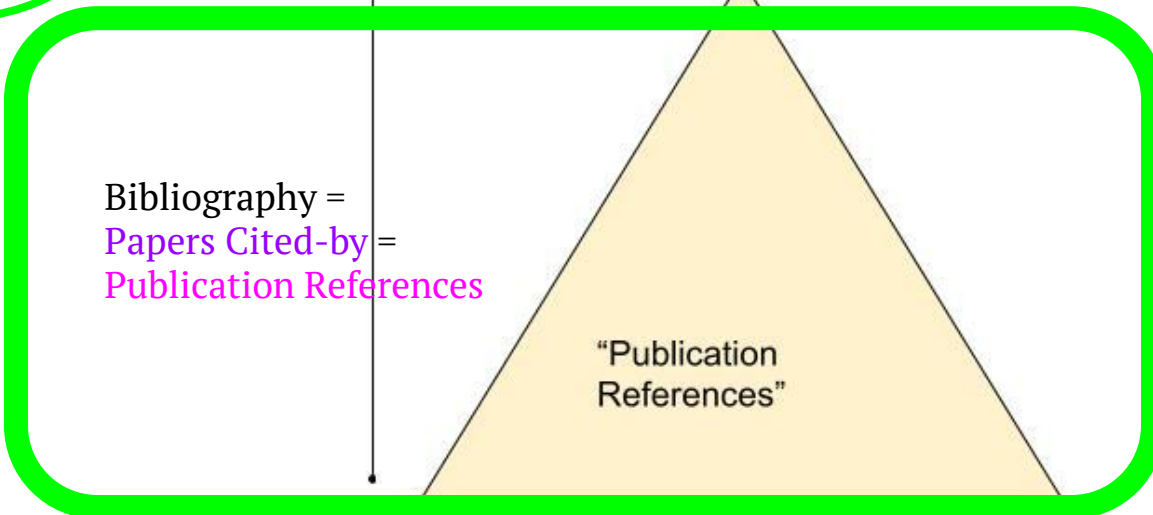 Bibliography =
Papers Cited-by =
Publication References
“Publication
References”